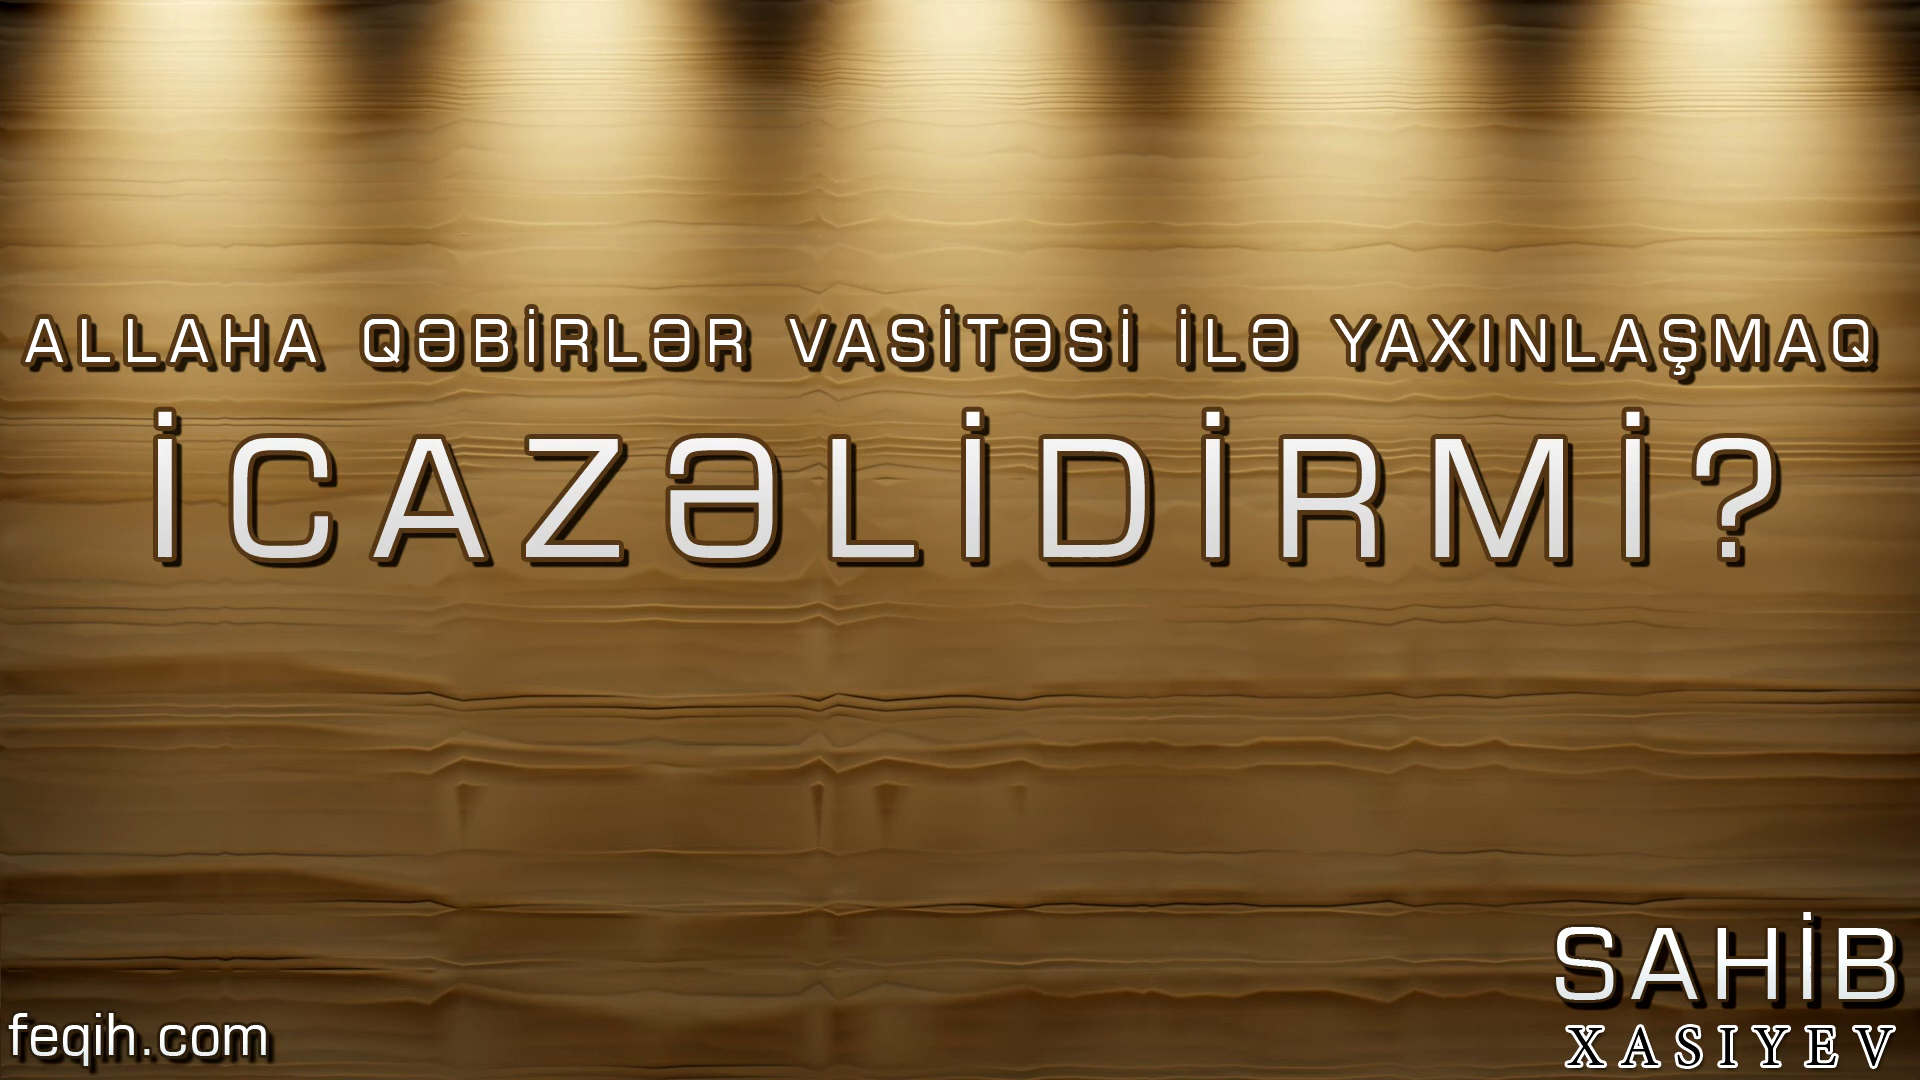 ALLAHA QƏBİRLƏR VASİTƏSİ İLƏ YAXINLAŞMAQ
İCAZƏLİDİRMİ?
SAHİB
XASIYEV
feqih.com